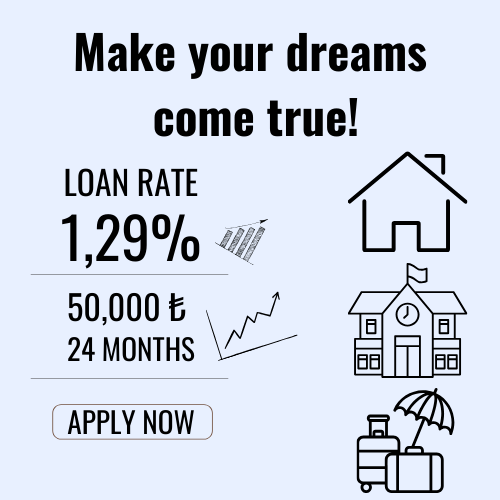 Make your dreams
come true!
LOAN RATE
1,29%
50,000 ₺
24 MONTHS
APPLY NOW